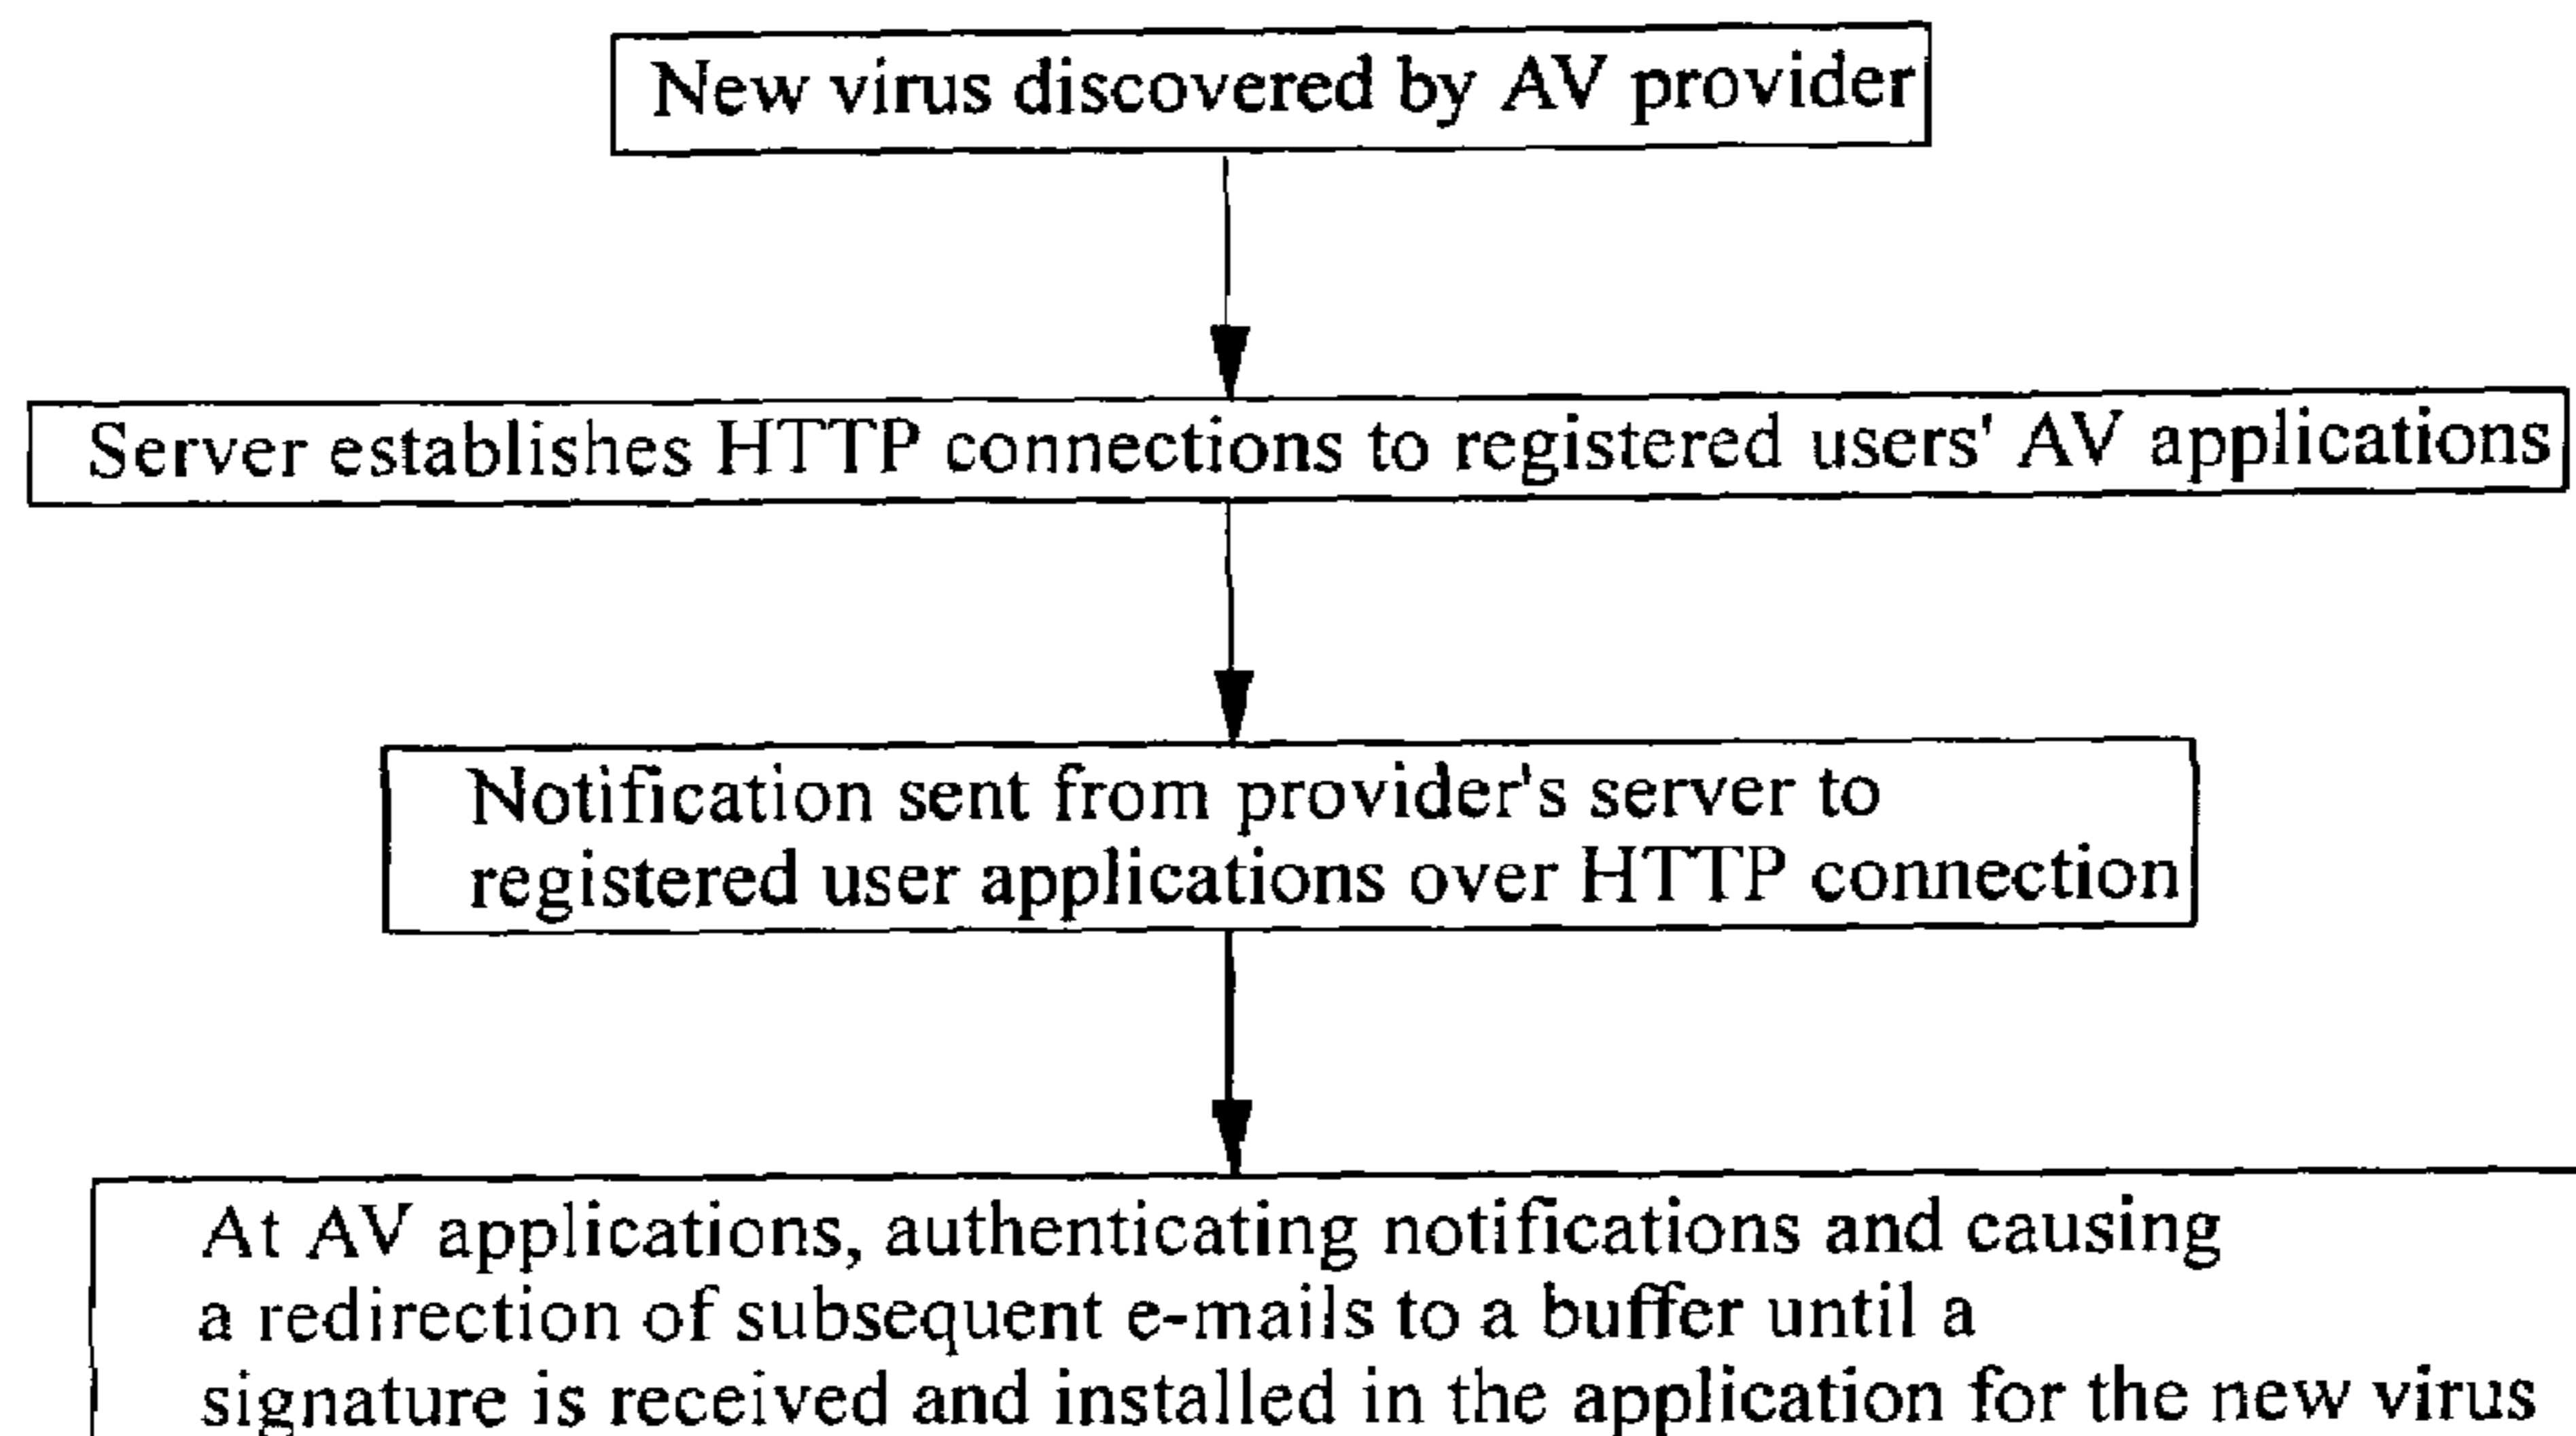 New virus discovered by AV provider
Server establishes HTTP connections to registered users' AV applications
Notification sent from provider's server to
registered user applications over HTTP connection
At AV applications, authenticating notifications and causing
a redirection of subsequent e-mails to a buffer until a
signature is received and installed in the application for the new virus